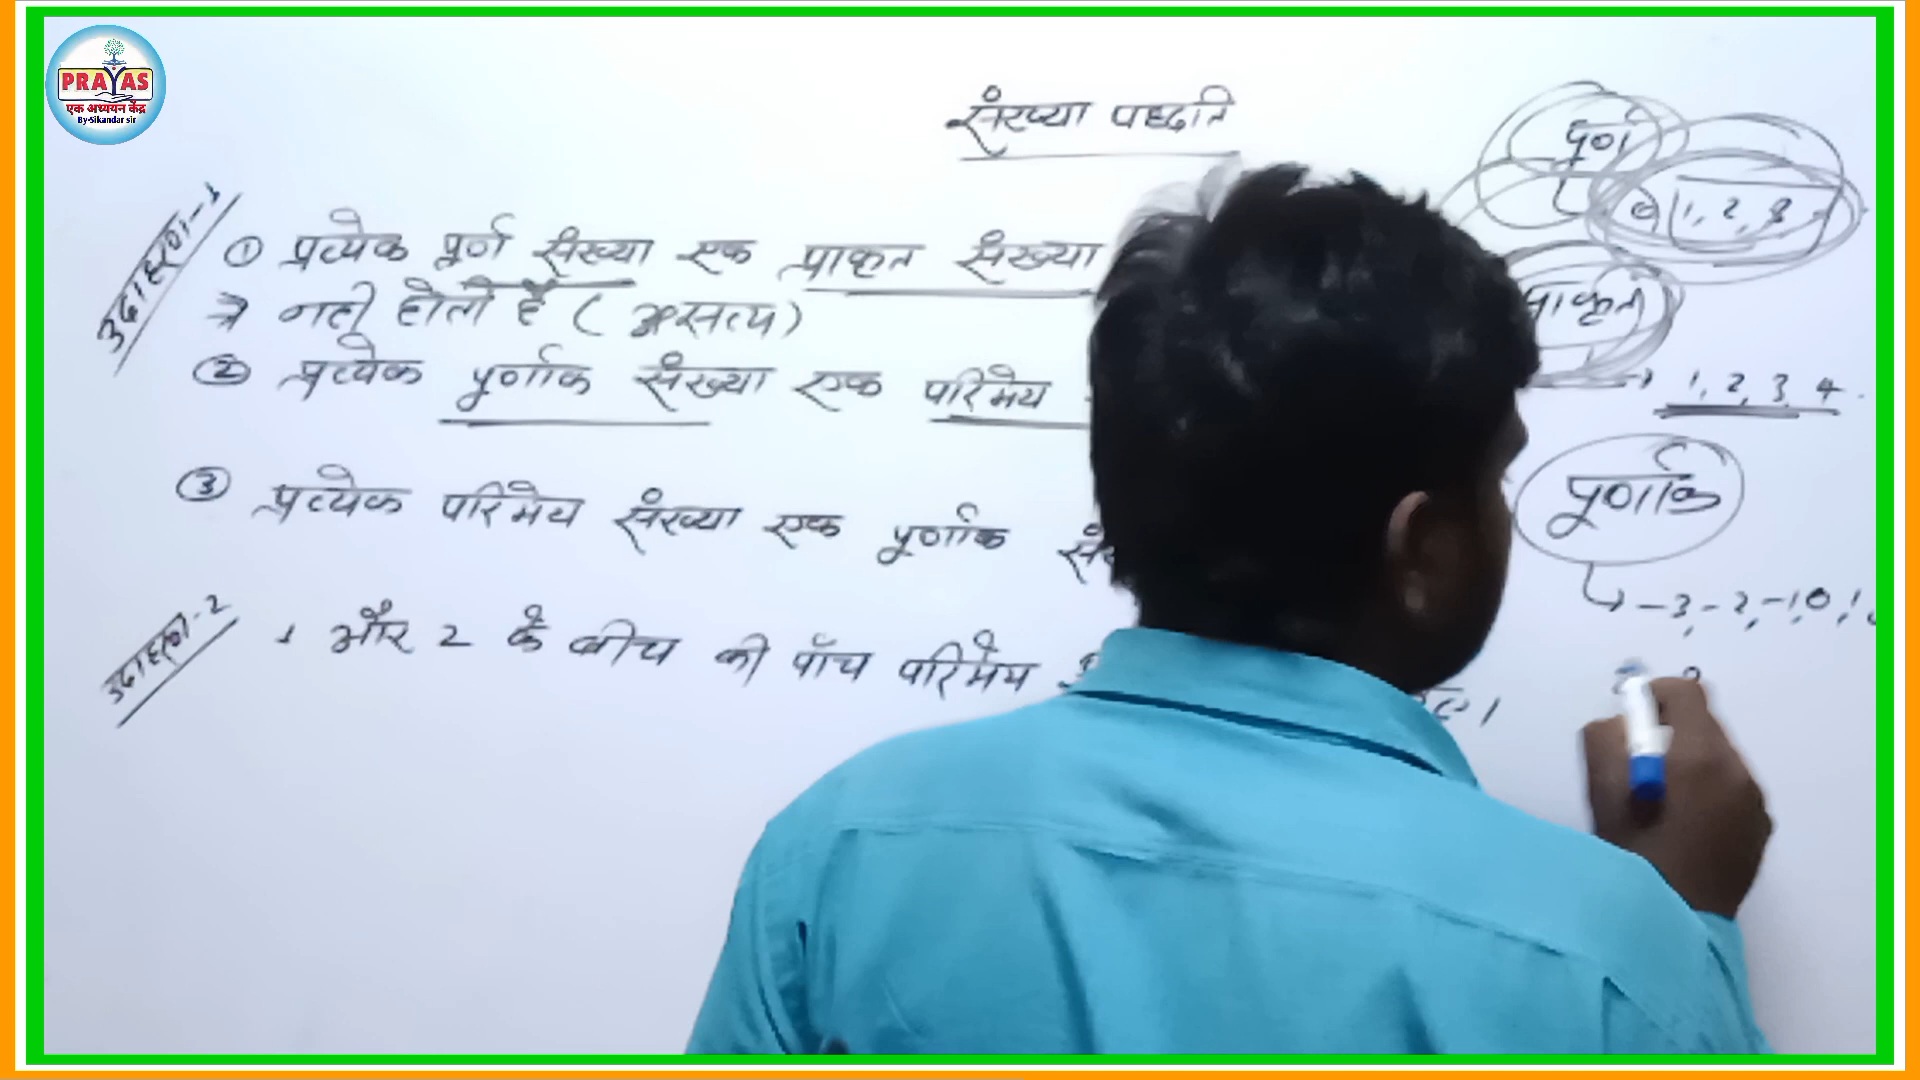 PRAYAS
एक अध्ययन केंद्र
By-Sikandar sir
संख्या पद्धति
उदाहरण-1
① प्रत्येक पूर्ण संख्या एक प्राकृत संख्या
→ नही होती है (असत्य)
② प्रत्येक पूर्णांक संख्या एक परिमेय
③ प्रत्येक परिमेय संख्या एक पूर्णांक
उदाहरण-2
1 और 2 के बीच की पाँच परिमेय
पूर्ण
0, 1, 2, 3,
प्राकृत
→ 1, 2, 3, 4
पूर्णांक
→ -3, -2, -1, 0, 1,